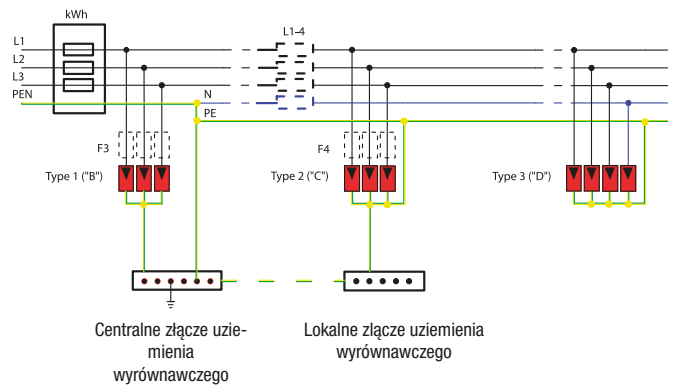 kWh
L1-4
L1
L2
L3
PEN
N
PE
F3
F4
Type 1 ("B")
Type 2 ("C")
Type 3 ("D")
Centralne złącze uzie-
mienia
wyrównawczego
Lokalne zlącze uziemienia
wyrównawczego